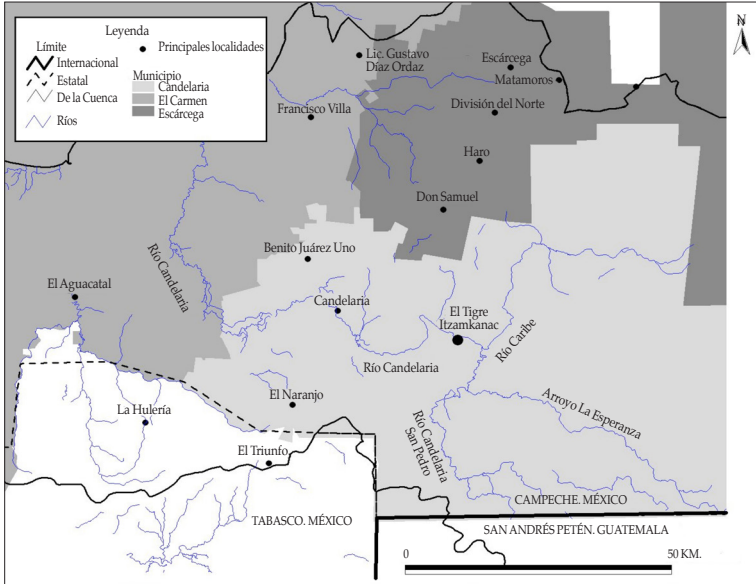 Leyenda
Límite
Internacional
Estatal
De la Cuenca
Ríos
Principales localidades
Municipio
Candelaria
El Carmen
Escárcega
N
Lic. Gustavo
Díaz Ordaz
Escárcega
Matamoros
Francisco Villa
División del Norte
Haro
Don Samuel
Río Candelaria
Benito Juárez Uno
El Aguacatal
Candelaria
El Tigre
Itzamkanac
Río Caribe
Río Candelaria
El Naranjo
La Hulería
Arroyo La Esperanza
Río Candelaria
San Pedro
El Triunfo
CAMPECHE. MÉXICO
TABASCO. MÉXICO
SAN ANDRÉS PETÉN. GUATEMALA
0
50 KM.